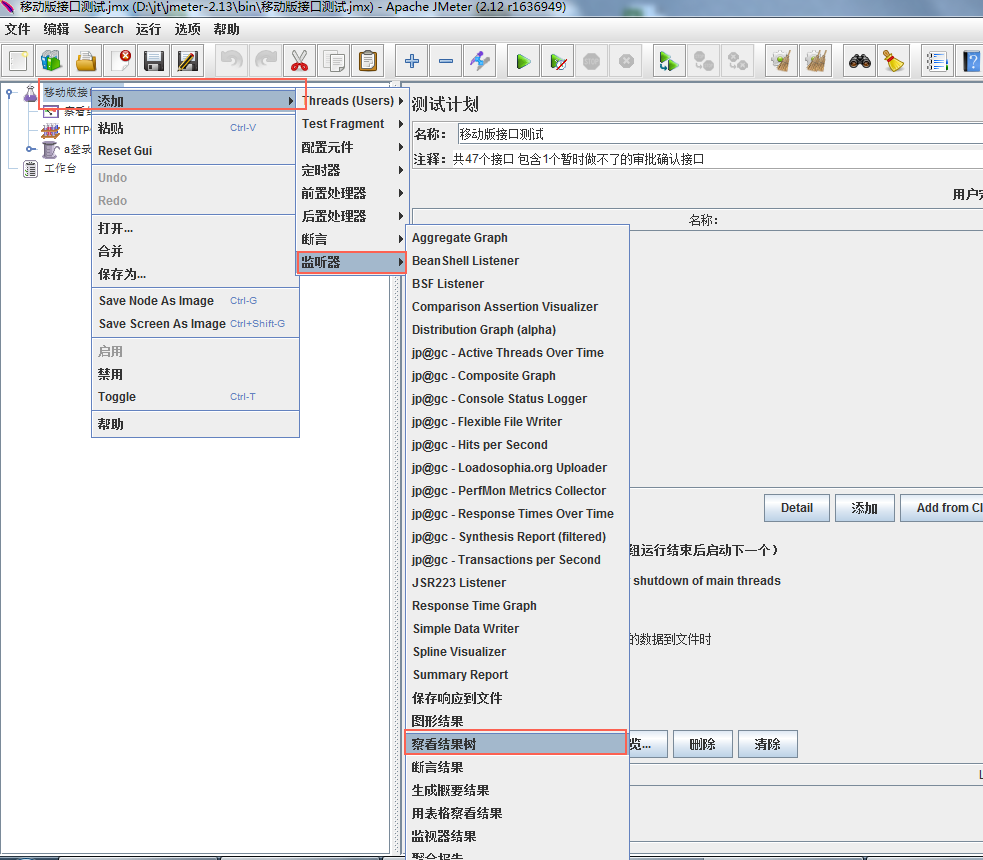 移动版接口测试.jmx (D:\jt\jmeter-2.13\bin\移动版接口测试.jmx) - Apache JMeter (2.12 r1636949)
文件 编辑 Search 运行 选项 帮助
移动版接
察看结
HTTP
a登录
工作台
添加
粘贴 Ctrl-V
Reset Gui
Undo
Redo
打开...
合并
保存为...
Save Node As Image Ctrl-G
Save Screen As Image Ctrl+Shift-G
启用
禁用
Toggle Ctrl-T
帮助
Threads (Users)
Test Fragment
配置元件
定时器
前置处理器
后置处理器
断言
监听器
Aggregate Graph
BeanShell Listener
BSF Listener
Comparison Assertion Visualizer
Distribution Graph (alpha)
jp@gc - Active Threads Over Time
jp@gc - Composite Graph
jp@gc - Console Status Logger
jp@gc - Flexible File Writer
jp@gc - Hits per Second
jp@gc - Loadosophia.org Uploader
jp@gc - PerfMon Metrics Collector
jp@gc - Response Times Over Time
jp@gc - Synthesis Report (filtered)
jp@gc - Transactions per Second
JSR223 Listener
Response Time Graph
Simple Data Writer
Spline Visualizer
Summary Report
保存响应到文件
图形结果
察看结果树
断言结果
生成概要结果
用表格察看结果
监视器结果
聚合报告
测试计划
名称： 移动版接口测试
注释： 共47个接口 包含1个暂时做不了的审批确认接口
用户定
名称:
Detail 添加 Add from Cl
组运行结束后启动下一个）
shutdown of main threads
的数据到文件时
览... 删除 清除